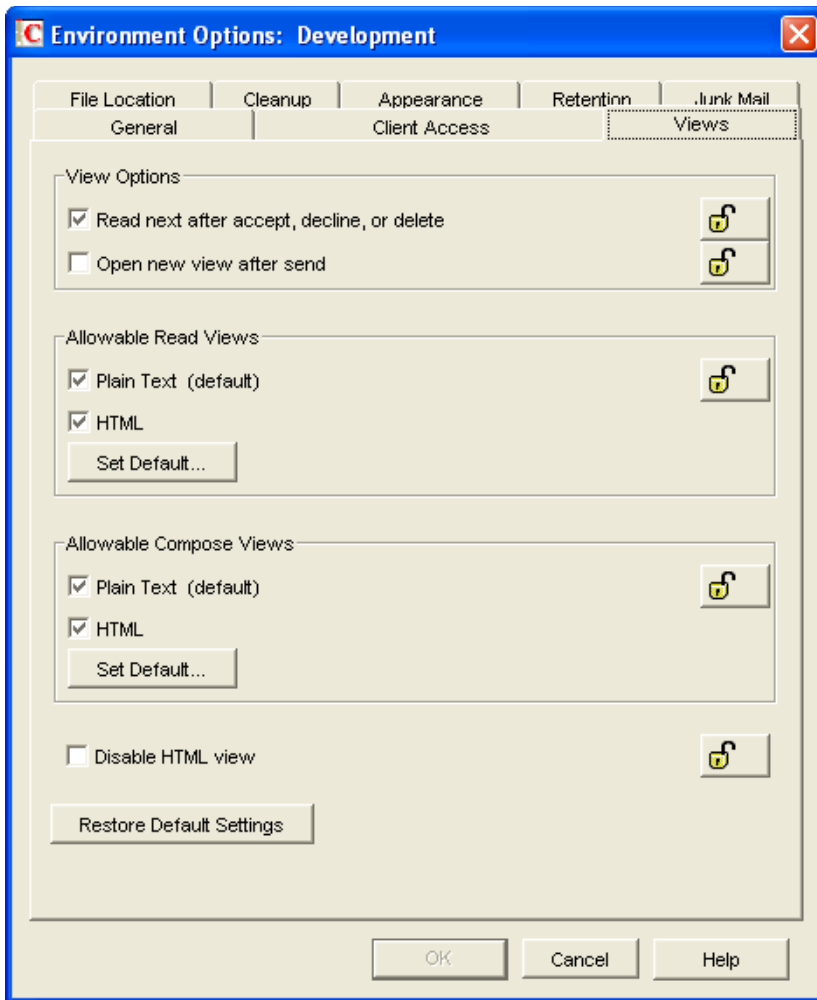 C Environment Options: Development
File Location Cleanup Appearance Retention Junk Mail
General Client Access Views
View Options
Read next after accept, decline, or delete
Open new view after send
Allowable Read Views
Plain Text (default)
HTML
Set Default...
Allowable Compose Views
Plain Text (default)
HTML
Set Default...
Disable HTML view
Restore Default Settings
OK Cancel Help